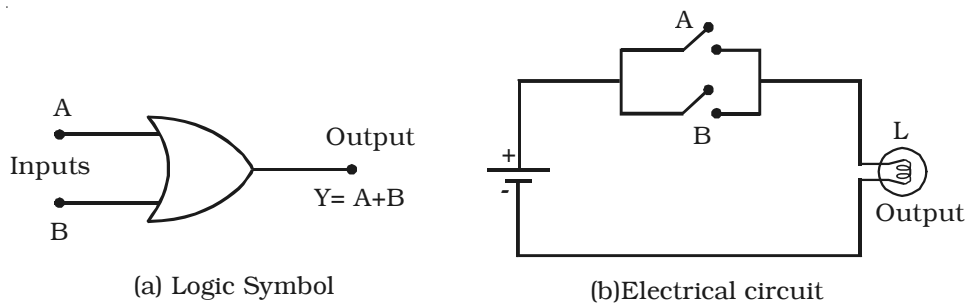 A
Inputs
B
Output
Y= A+B
(a) Logic Symbol
A
B
+
-
L
Output
(b)Electrical circuit